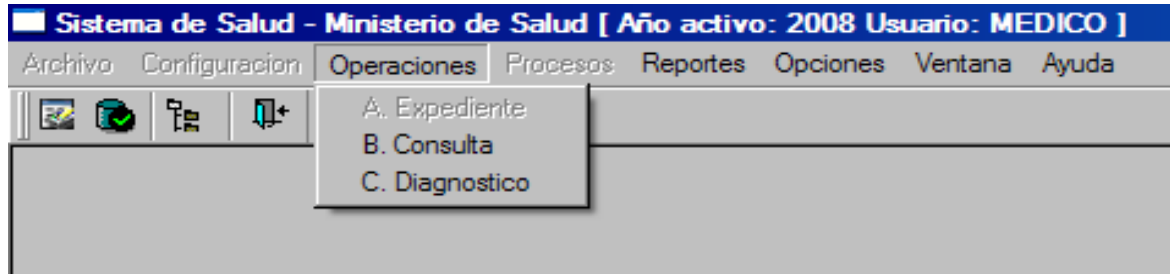 Sistema de Salud - Ministerio de Salud [ Año activo: 2008 Usuario: MEDICO ]
Archivo Configuracion Operaciones Procesos Reportes Opciones Ventana Ayuda
A. Expediente
B. Consulta
C. Diagnostico